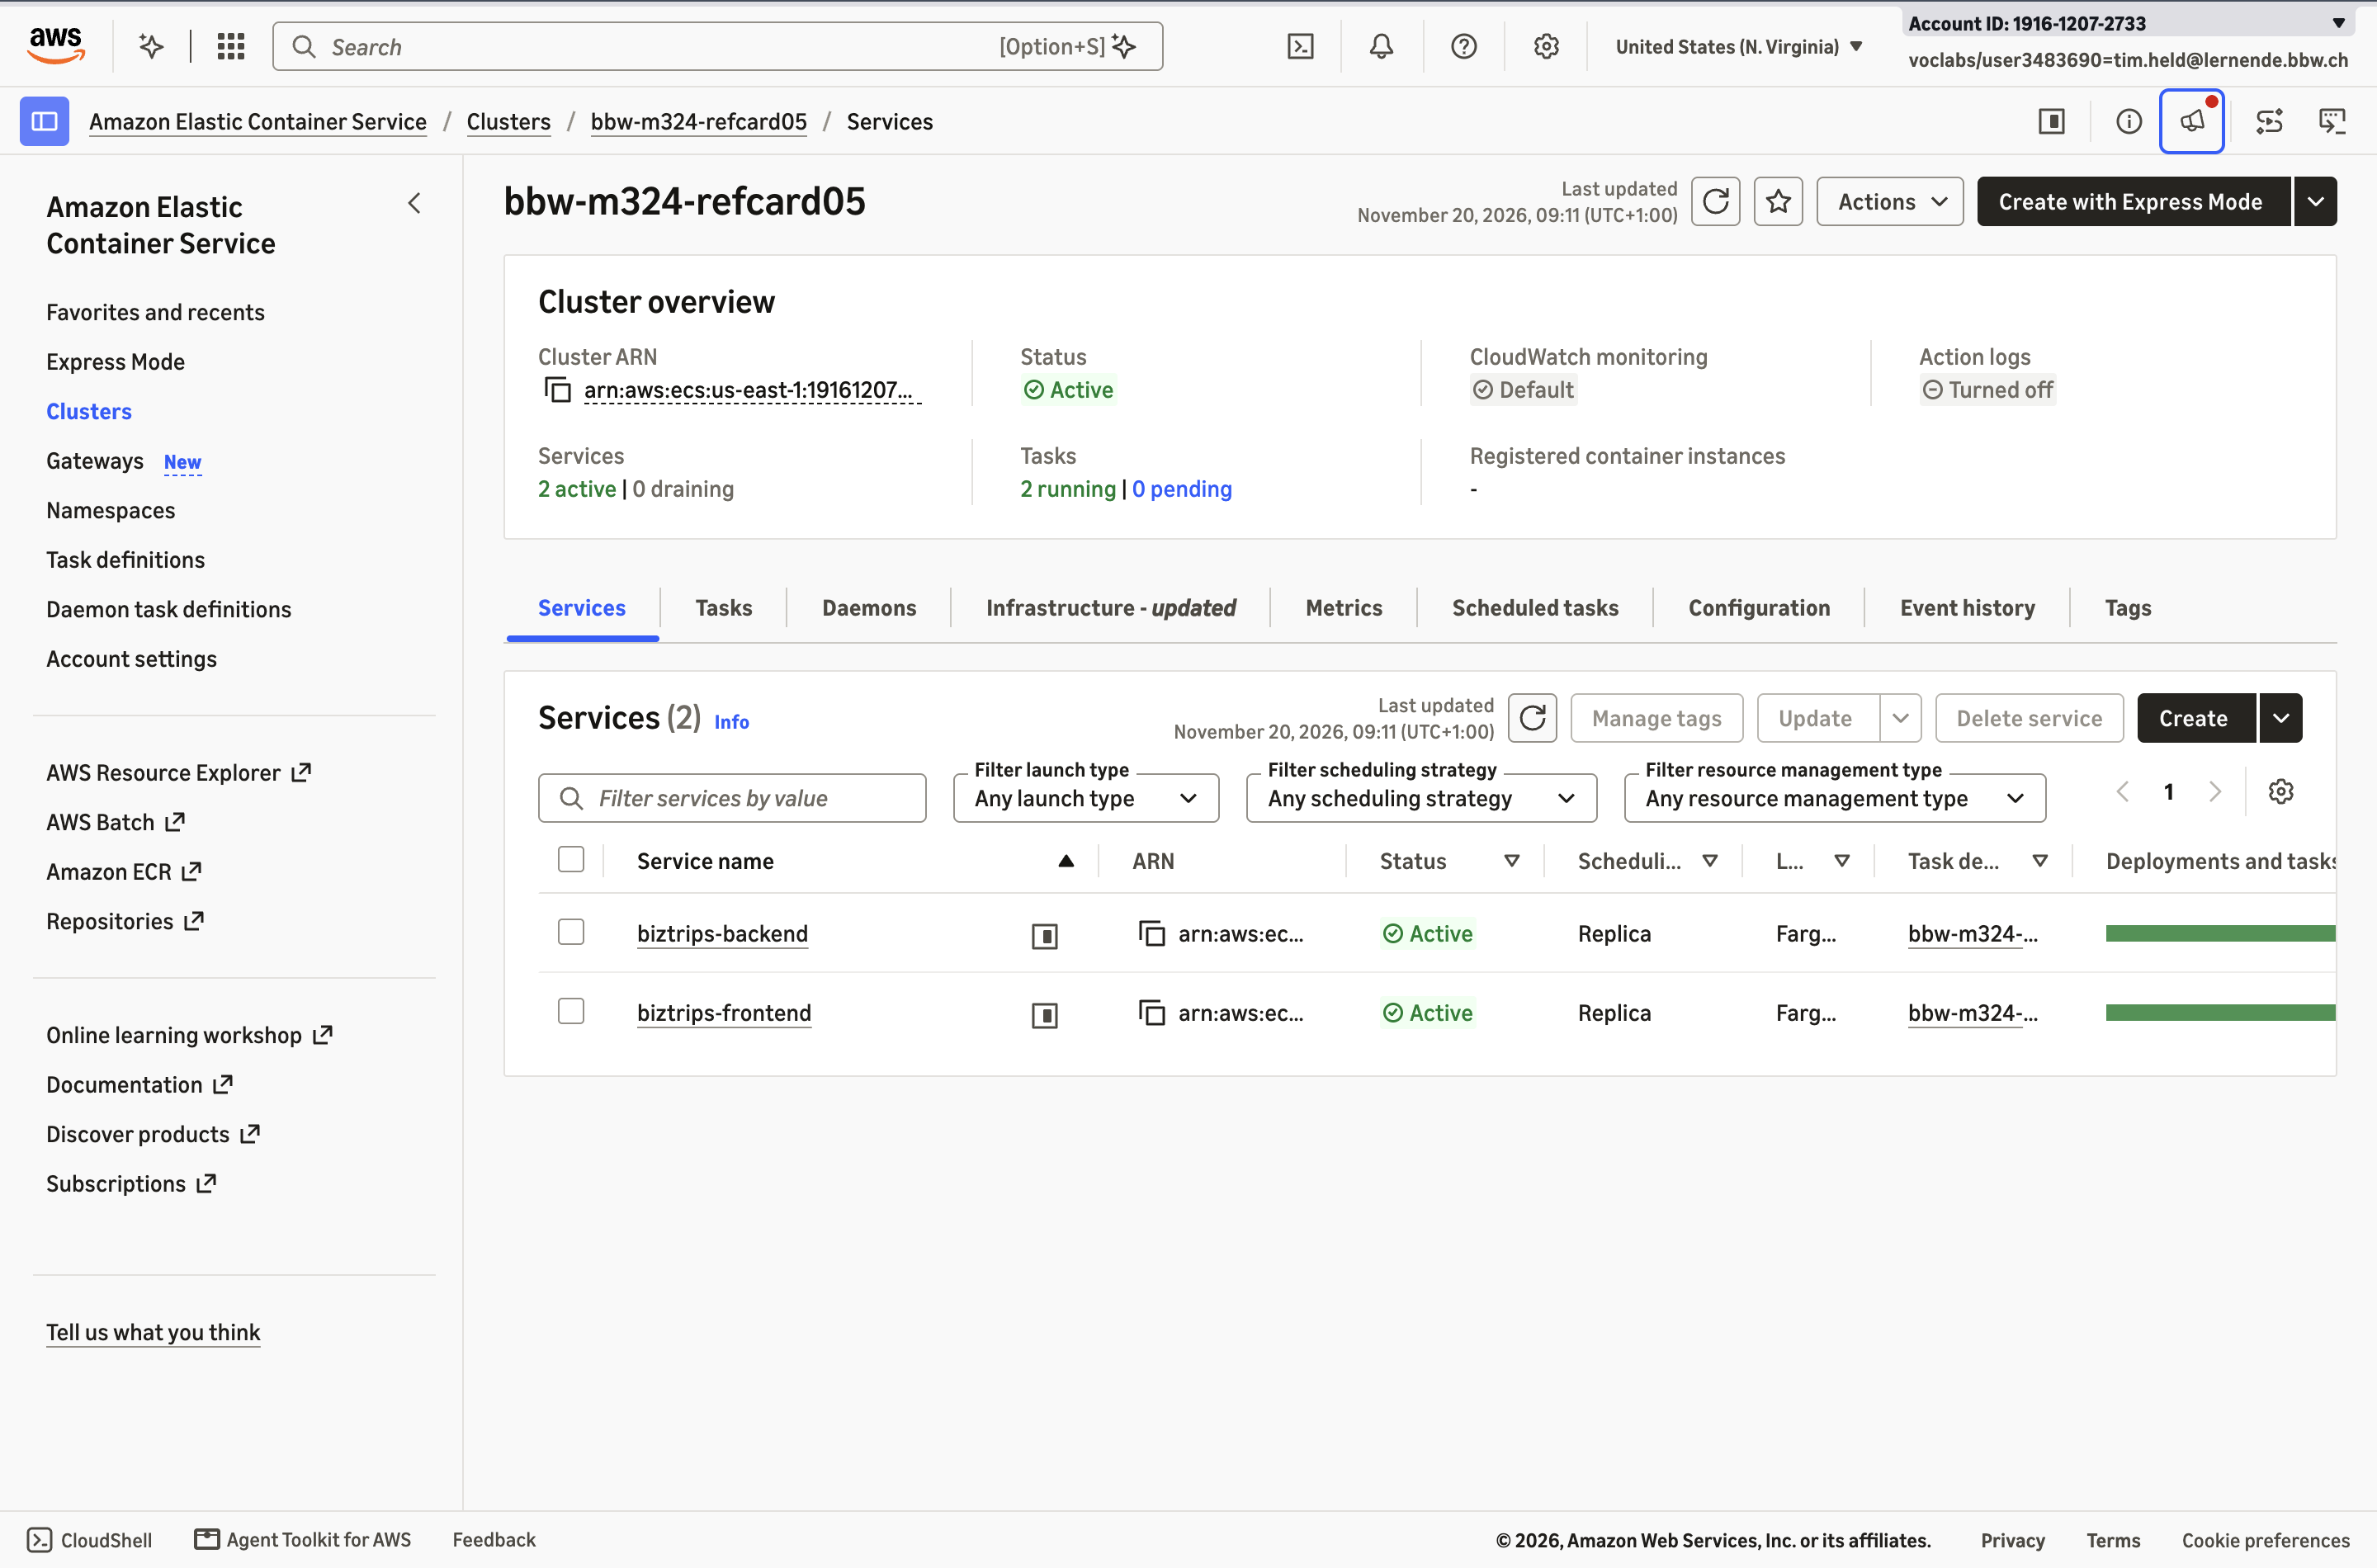 aws
Search [Option+S]
United States (N. Virginia)
Account ID: 1916-1207-2733
voclabs/user3483690=tim.held@lernende.bbw.ch
Amazon Elastic Container Service / Clusters / bbw-m324-refcard05 / Services
Amazon Elastic
Container Service
Favorites and recents
Express Mode
Clusters
Gateways New
Namespaces
Task definitions
Daemon task definitions
Account settings
AWS Resource Explorer
AWS Batch
Amazon ECR
Repositories
Online learning workshop
Documentation
Discover products
Subscriptions
Tell us what you think
bbw-m324-refcard05
Last updated
November 20, 2026, 09:11 (UTC+1:00)
Actions
Create with Express Mode
Cluster overview
Cluster ARN
arn:aws:ecs:us-east-1:19161207...
Status
Active
CloudWatch monitoring
Default
Action logs
Turned off
Services
2 active | 0 draining
Tasks
2 running | 0 pending
Registered container instances
-
Services Tasks Daemons Infrastructure - updated Metrics Scheduled tasks Configuration Event history Tags
Services (2) Info
Last updated
November 20, 2026, 09:11 (UTC+1:00)
Manage tags Update Delete service Create
Filter services by value
Filter launch type
Any launch type
Filter scheduling strategy
Any scheduling strategy
Filter resource management type
Any resource management type
1
Service name ARN Status Scheduli... L... Task de... Deployments and tasks
biztrips-backend arn:aws:ec... Active Replica Farg... bbw-m324-...
biztrips-frontend arn:aws:ec... Active Replica Farg... bbw-m324-...
CloudShell Agent Toolkit for AWS Feedback
© 2026, Amazon Web Services, Inc. or its affiliates. Privacy Terms Cookie preferences